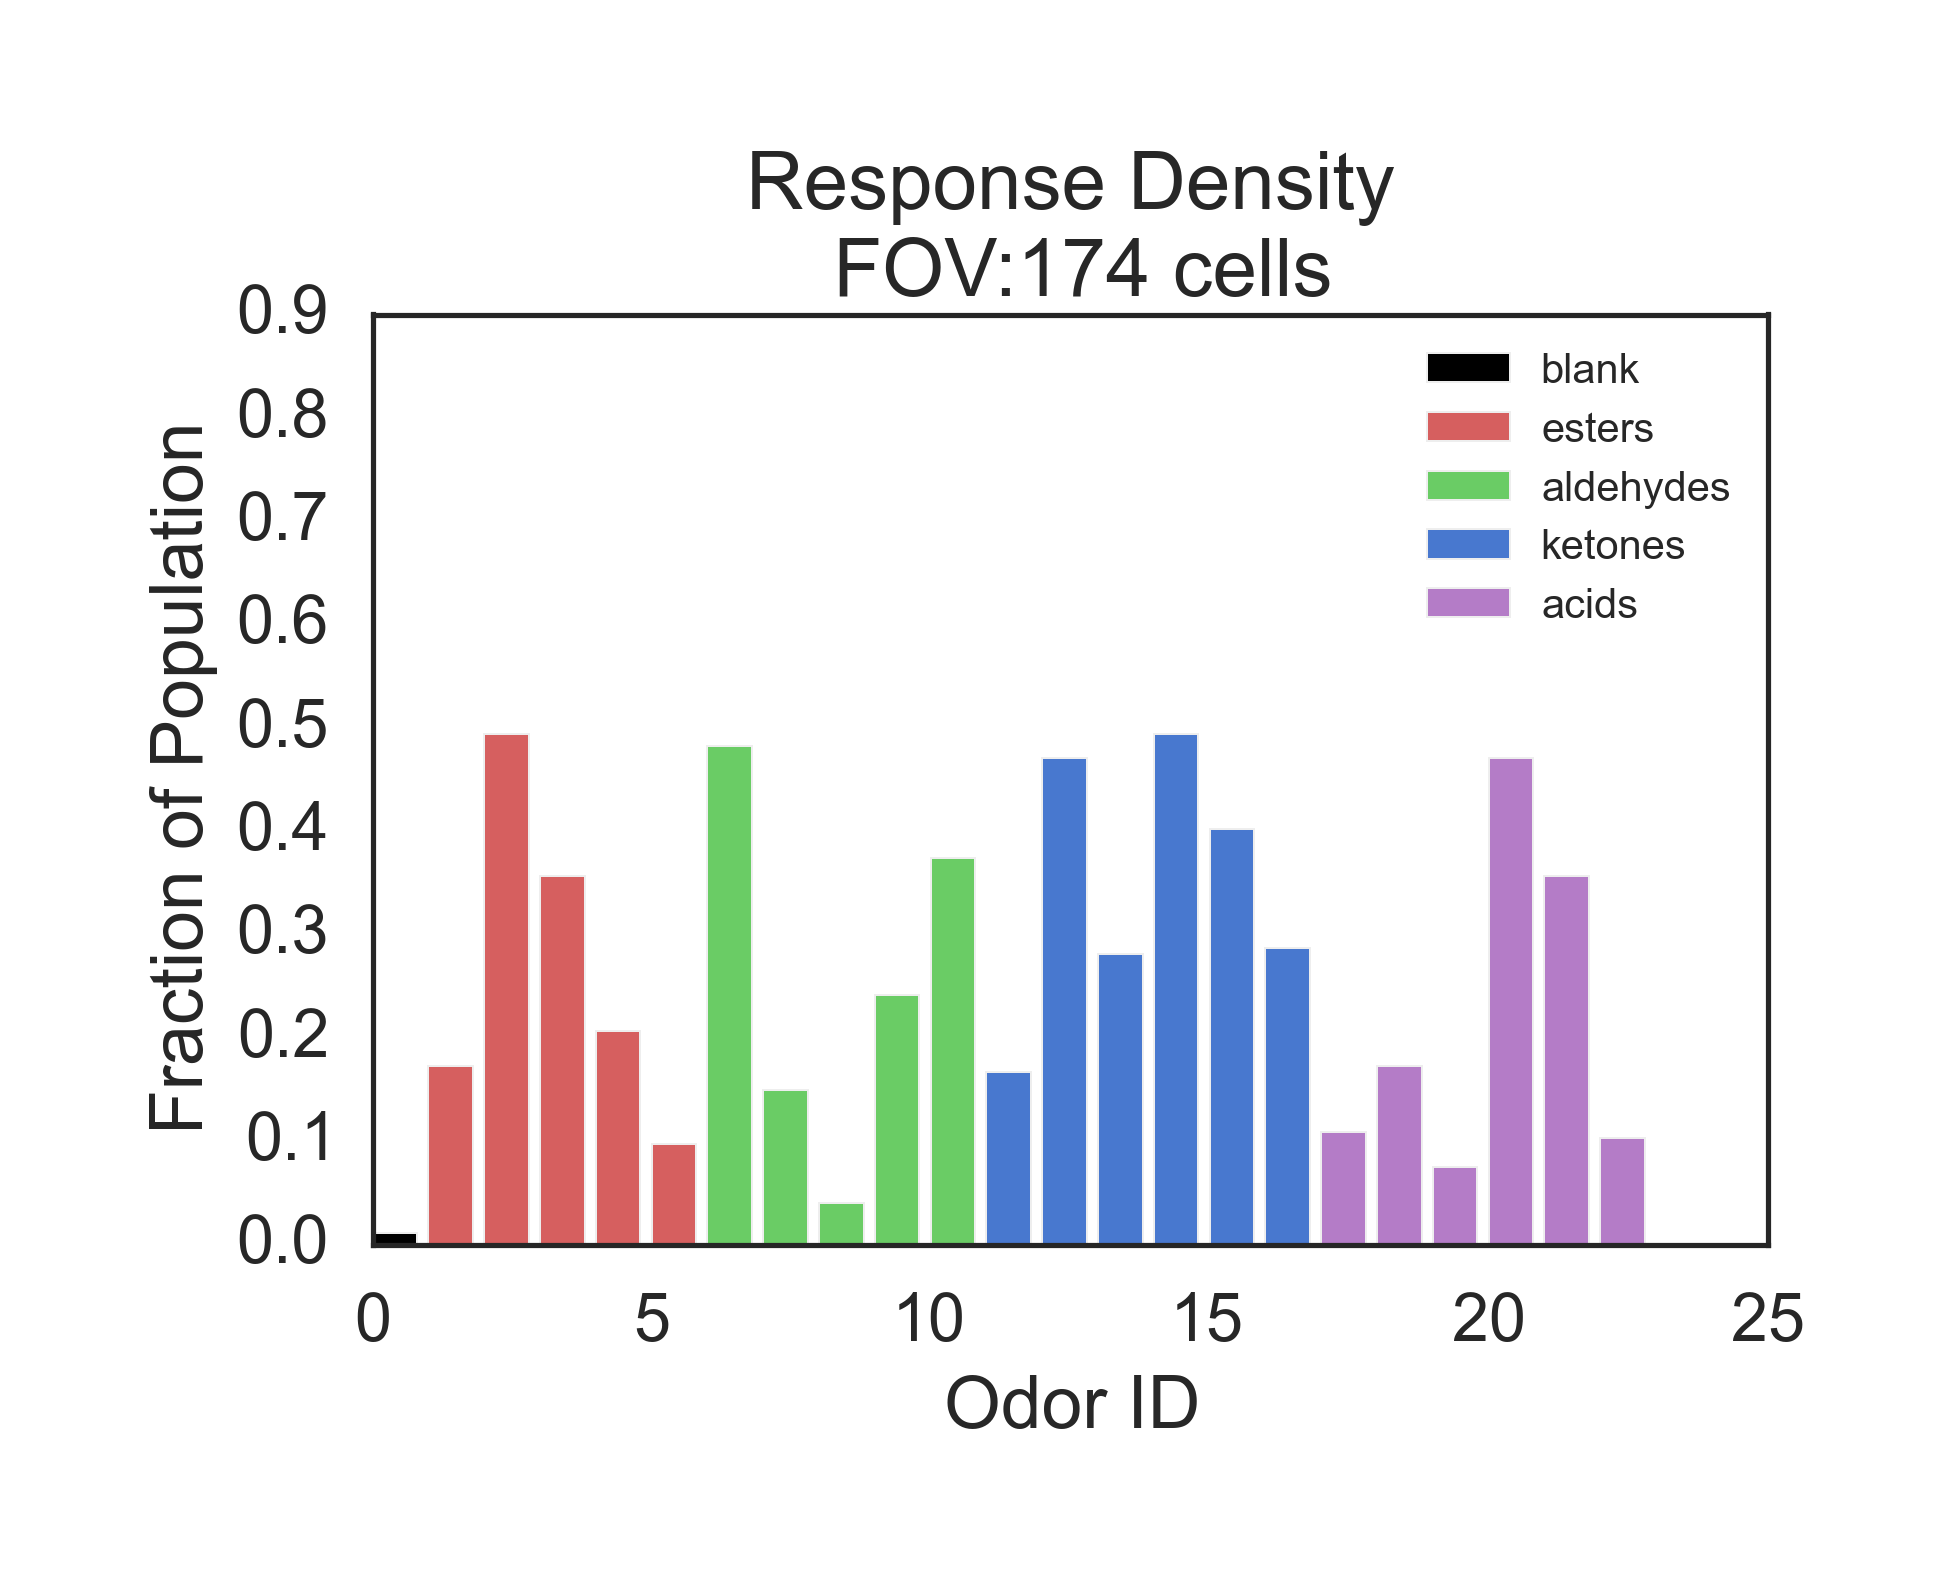 Response Density
FOV:174 cells
0.9
0.8
0.7
0.6
0.5
0.4
0.3
0.2
0.1
0.0
Fraction of Population
blank
esters
aldehydes
ketones
acids
0 5 10 15 20 25
Odor ID